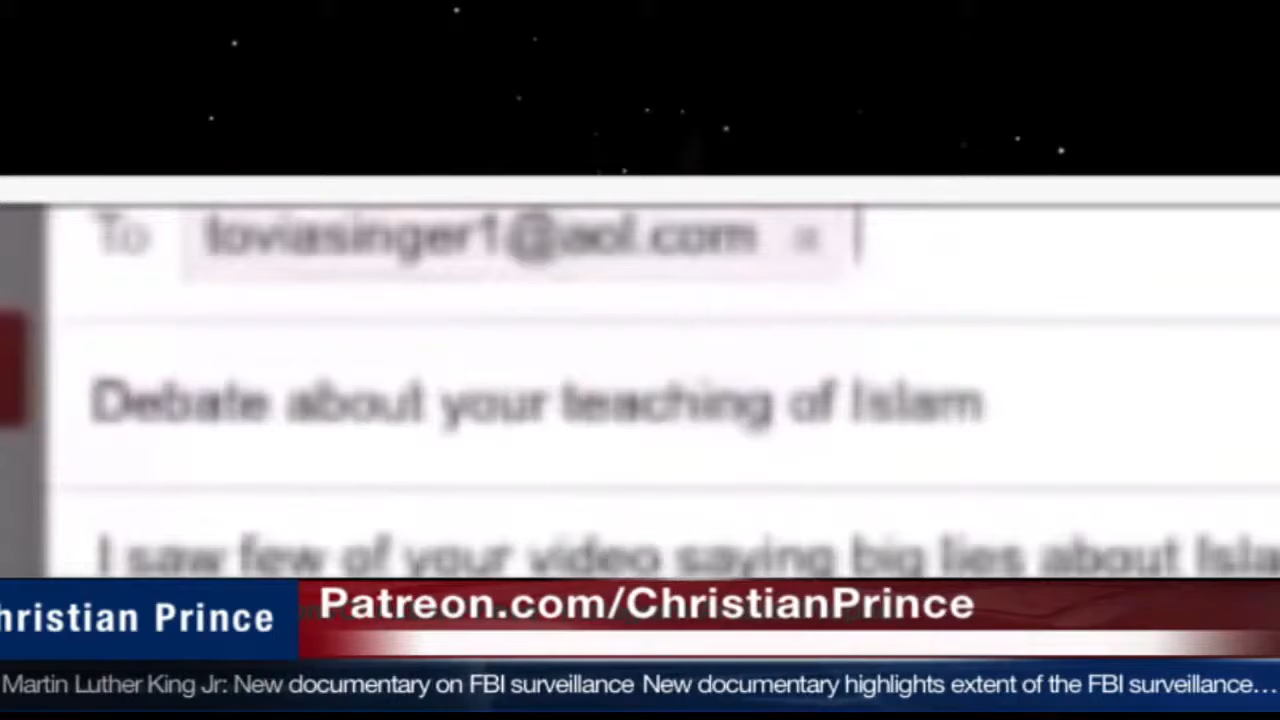 To toviasinger1@aol.com ×
Debate about your teaching of Islam
I saw few of your video saying big lies about Isla
hristian Prince
Patreon.com/ChristianPrince
Martin Luther King Jr: New documentary on FBI surveillance New documentary highlights extent of the FBI surveillance...